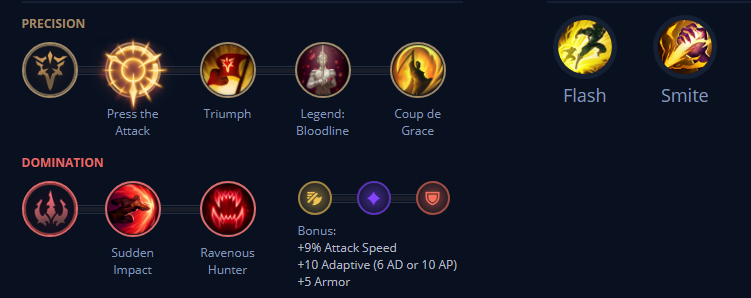 PRECISION
Press the
Attack
Triumph
Legend:
Bloodline
Coup de
Grace
Flash
Smite
DOMINATION
Sudden
Impact
Ravenous
Hunter
Bonus:
+9% Attack Speed
+10 Adaptive (6 AD or 10 AP)
+5 Armor